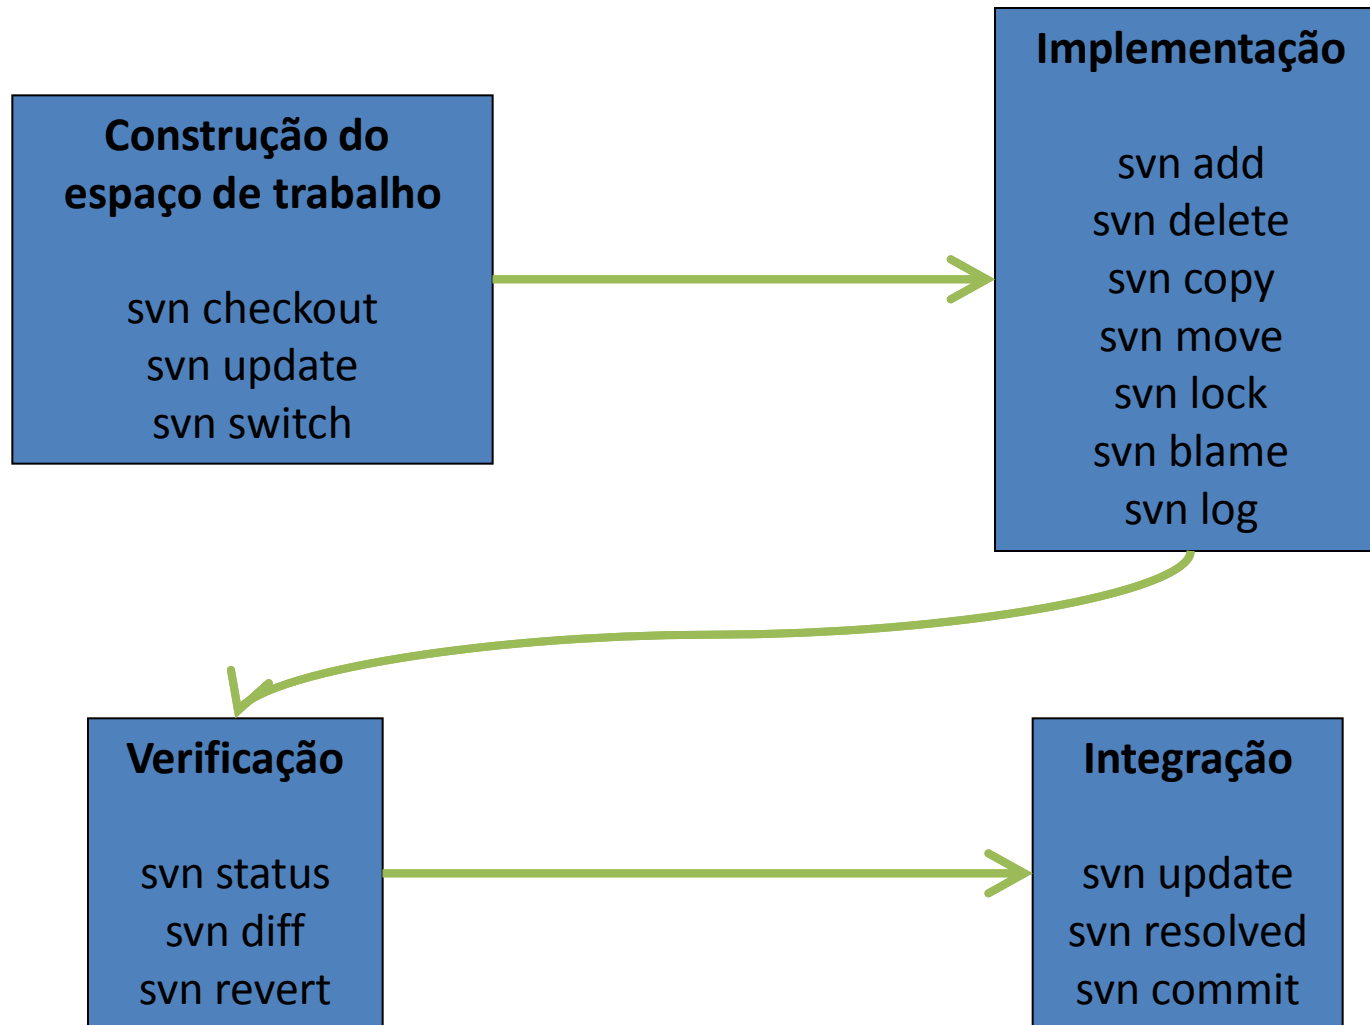 Construção do
espaço de trabalho
svn checkout
svn update
svn switch
Implementação
svn add
svn delete
svn copy
svn move
svn lock
svn blame
svn log
Verificação
svn status
svn diff
svn revert
Integração
svn update
svn resolved
svn commit